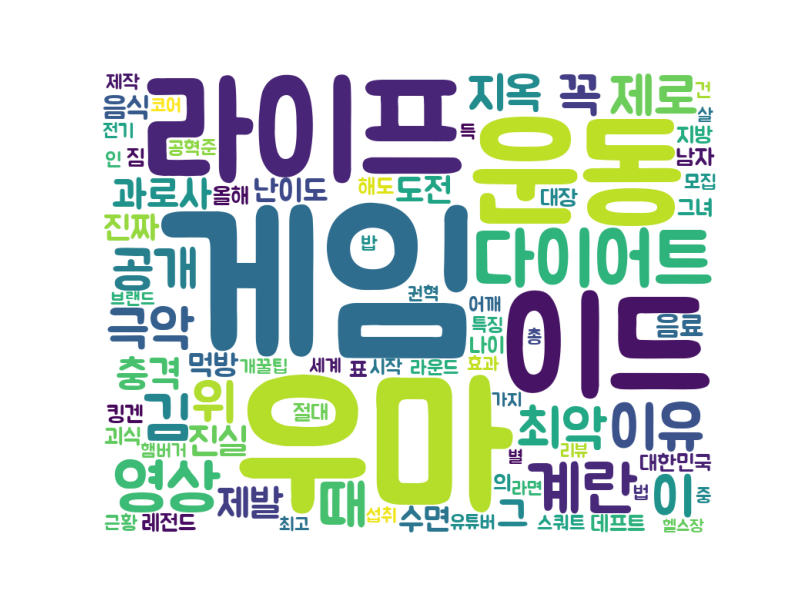 제작
라이프
지옥
꼭
제로
건
음식
코어
살
전기
공혁준
득
운동
지방
인
짐
남자
과로사
올해
난이도
해도
도전
대장
모집
그녀
진짜
게임
밥
다이어트
공개
브랜드
권혁
어깨
이드
음료
극악
특징
총
나이
충격
먹방
개꿀팁
세계
표
시작
라운드
효과
킹겐
김
위
우마
절대
가지
최악
이유
괴식
햄버거
진실
별
리뷰
대한민국
영상
제발
때
계란
의
라면
법
이
중
근황
레전드
최고
섭취
수면
유튜버
그
스쿼트
데프트
헬스장